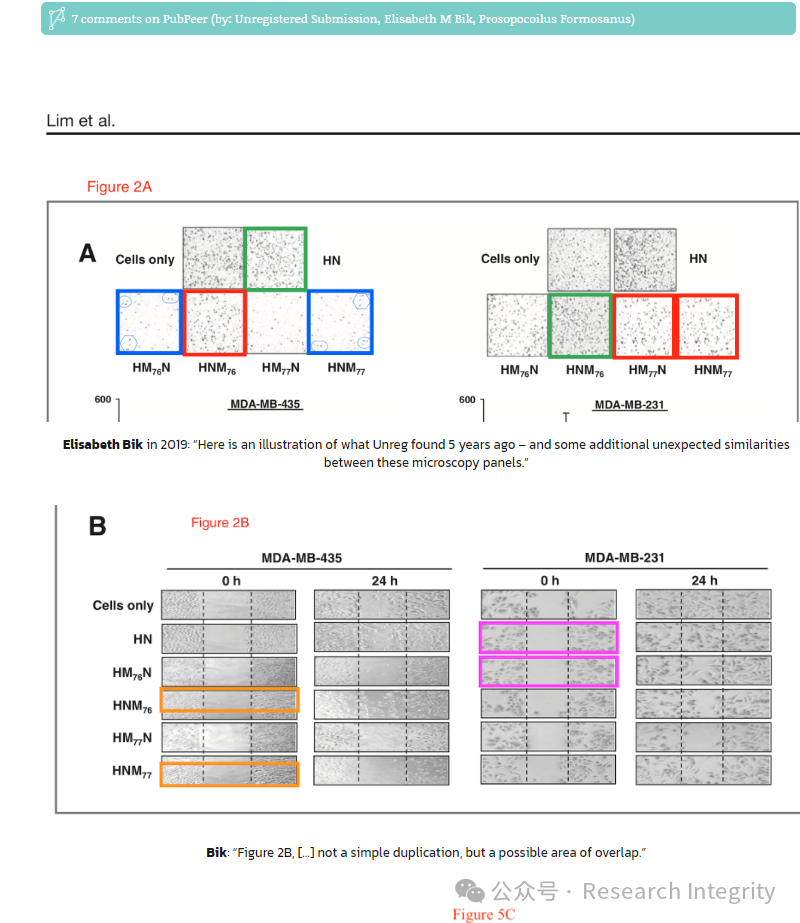 7 comments on PubPeer (by: Unregistered Submission, Elisabeth M Bik, Prosopocoilus Formosanus)
Lim et al.
Figure 2A
A
Cells only
HN
Cells only
HN
HM76N
HNM76
HM77N
HNM77
HM76N
HNM76
HM77N
HNM77
600
MDA-MB-435
600
MDA-MB-231
Elisabeth Bik in 2019: “Here is an illustration of what Unreg found 5 years ago – and some additional unexpected similarities
between these microscopy panels.”
B
Figure 2B
MDA-MB-435
MDA-MB-231
0 h
24 h
0 h
24 h
Cells only
HN
HM76N
HNM76
HM77N
HNM77
Bik: “Figure 2B, [...] not a simple duplication, but a possible area of overlap.”
公众号 · Research Integrity
Figure 5C